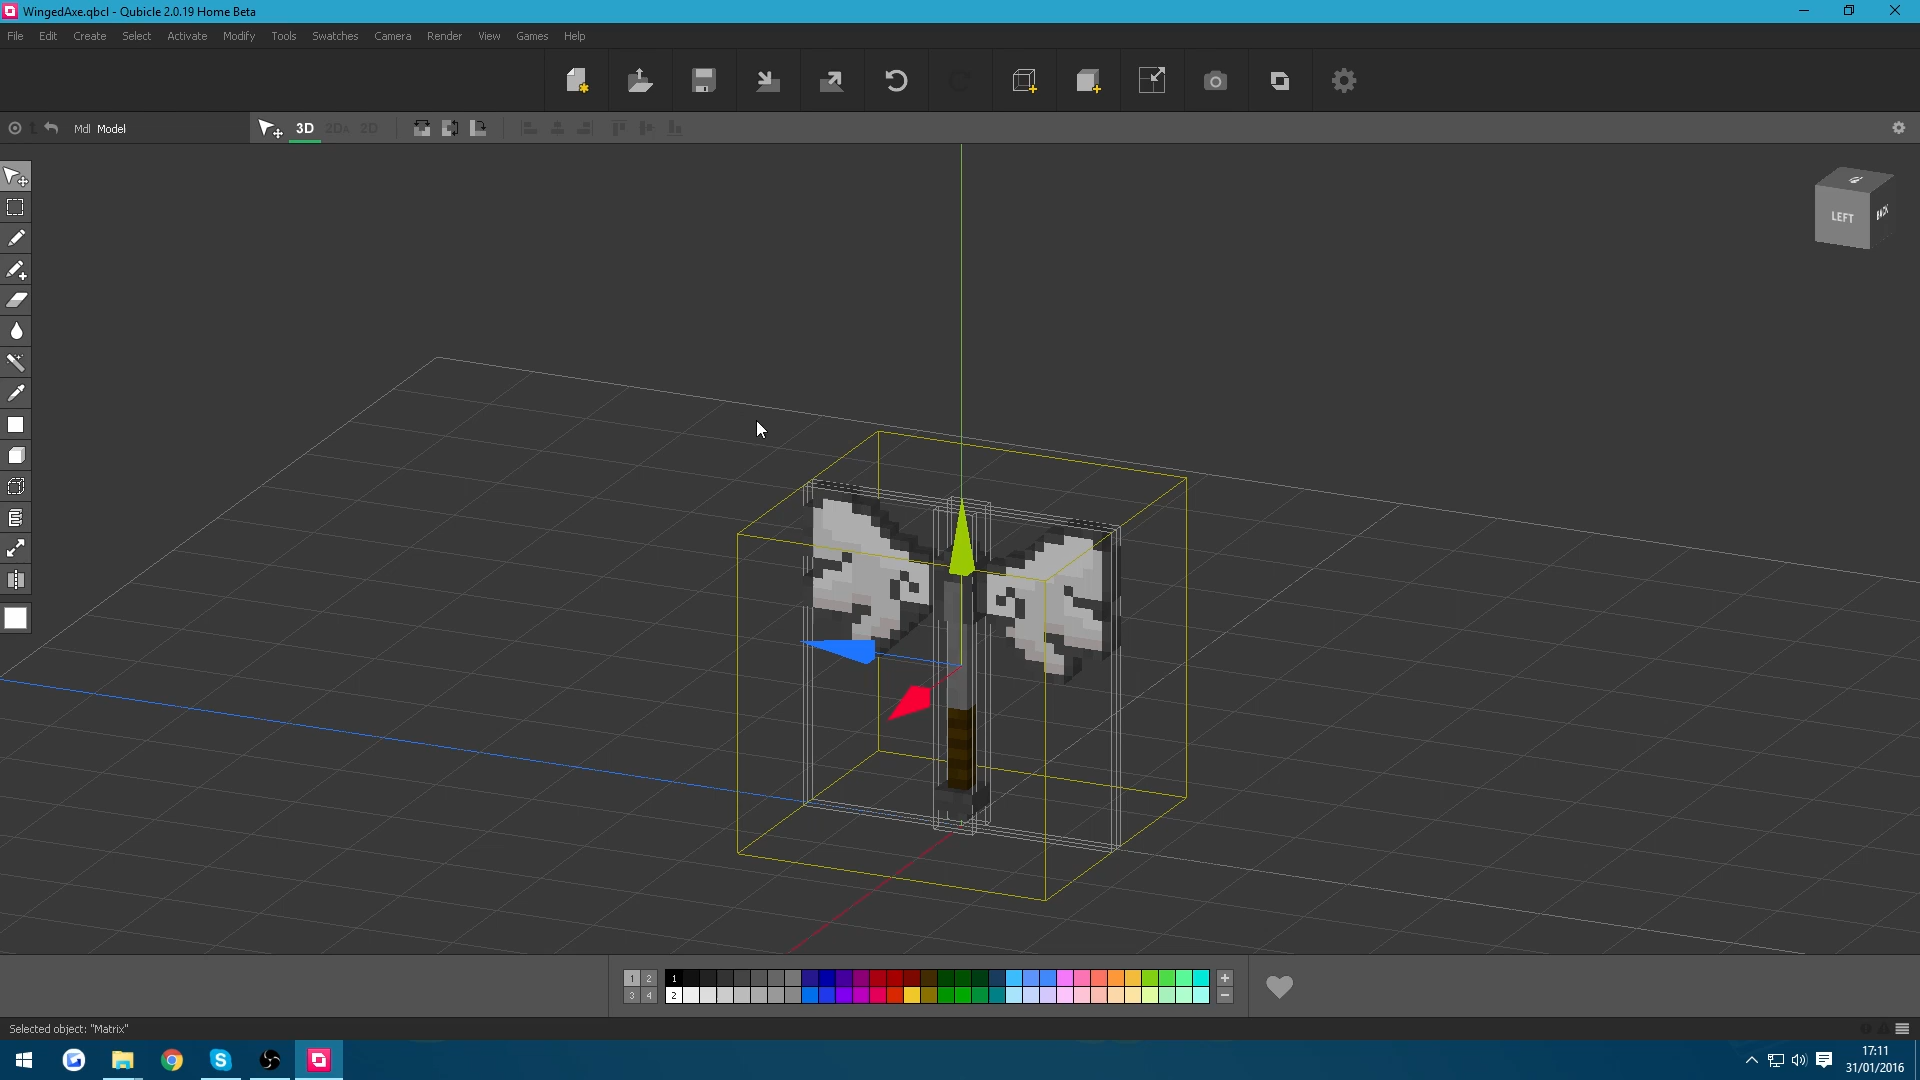 WingedAxe.qbcl - Qubicle 2.0.19 Home Beta
File Edit Create Select Activate Modify Tools Swatches Camera Render View Games Help
Mdl Model
3D 2DA 2D
LEFT
BACK
1 2
3 4
1
2
Selected object: "Matrix"
17:11
31/01/2016